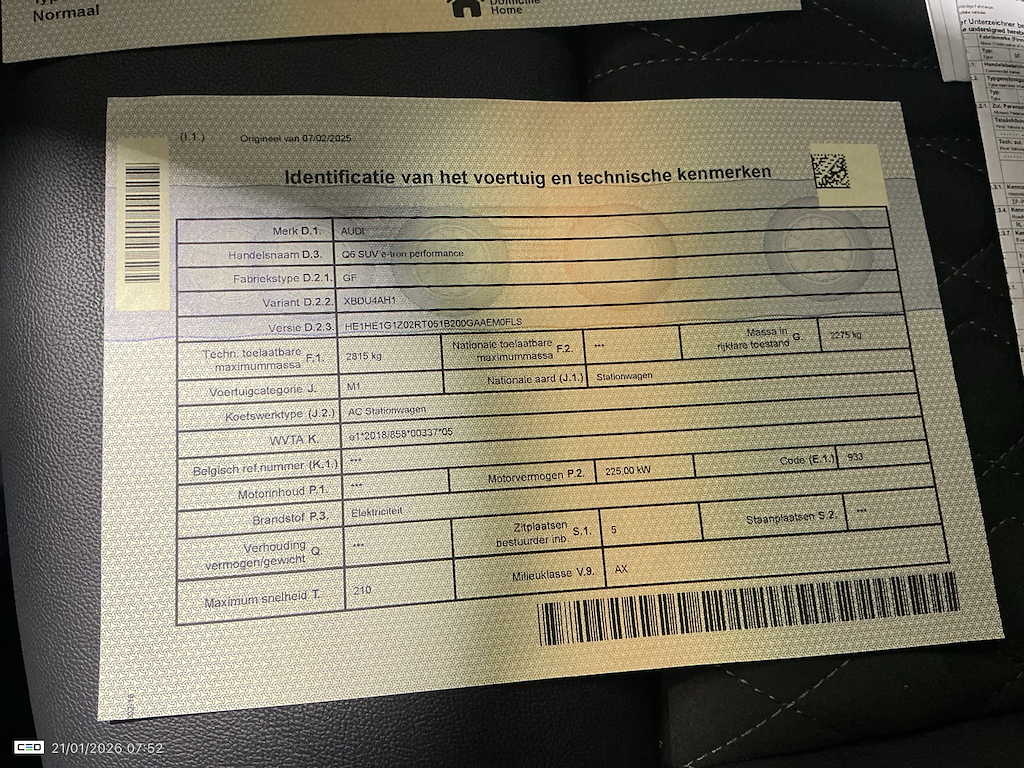 Normaal
Domicile
Home
(I.1.) Origineel van 07/02/2025
Identificatie van het voertuig en technische kenmerken
Merk D.1. AUDI
Handelsnaam D.3. Q6 SUV e-tron performance
Fabriekstype D.2.1. GF
Variant D.2.2. XBDU4AH1
Versie D.2.3. HE1HE1G1Z02RT051B200GAAEM0FLS
Techn. toelaatbare maximummassa F.1. 2815 kg Nationale toelaatbare maximummassa F.2. *** Massa in rijklare toestand G. 2275 kg
Voertuigcategorie J. M1 Nationale aard (J.1.) Stationwagen
Koetswerktype (J.2.) AC Stationwagen
WVTA K. e1*2018/858*00337*05
Belgisch ref.nummer (K.1.) ***
Motorinhoud P.1. *** Motorvermogen P.2. 225,00 kW Code (E.1.) 933
Brandstof P.3. Elektriciteit
Verhouding vermogen/gewicht Q. *** Zitplaatsen bestuurder inb. S.1. 5 Staanplaatsen S.2. ***
Maximum snelheid T. 210 Milieuklasse V.9. AX
er Unterzeichner
e undersigned
CEO 21/01/2026 07:52